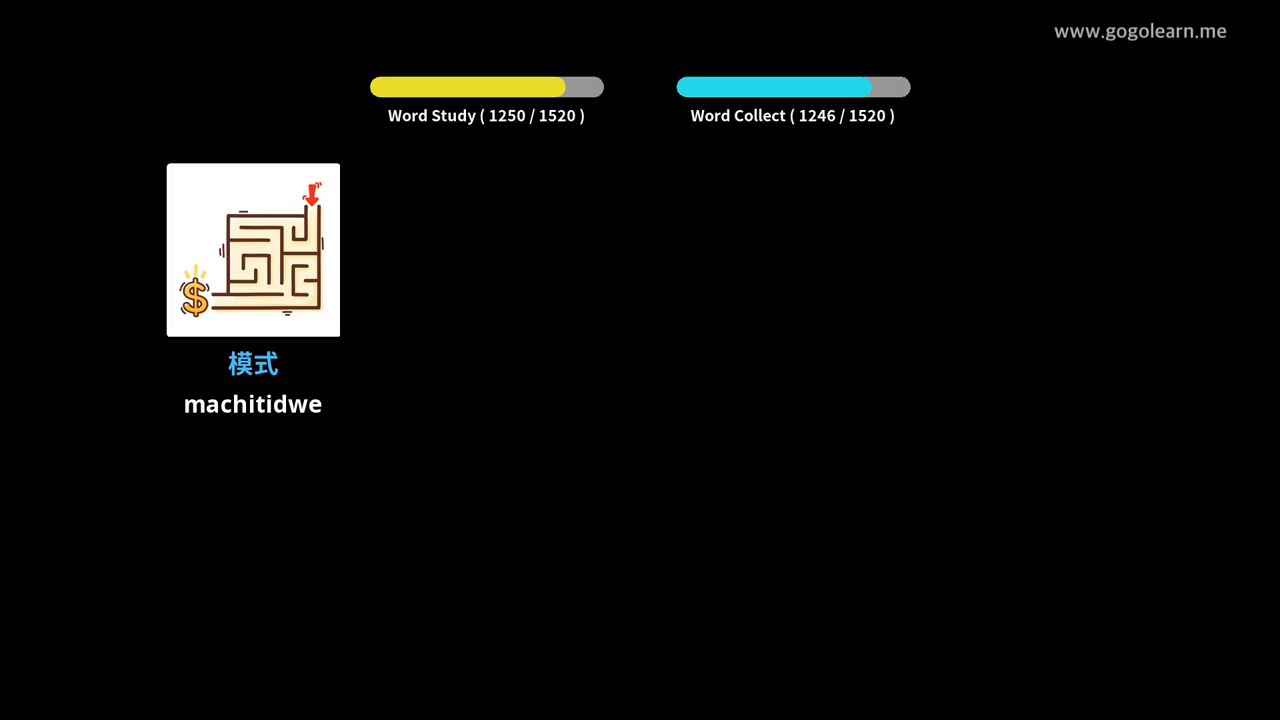 www.gogolearn.me
Word Study ( 1250 / 1520 )
Word Collect ( 1246 / 1520 )
$
模式
machitidwe